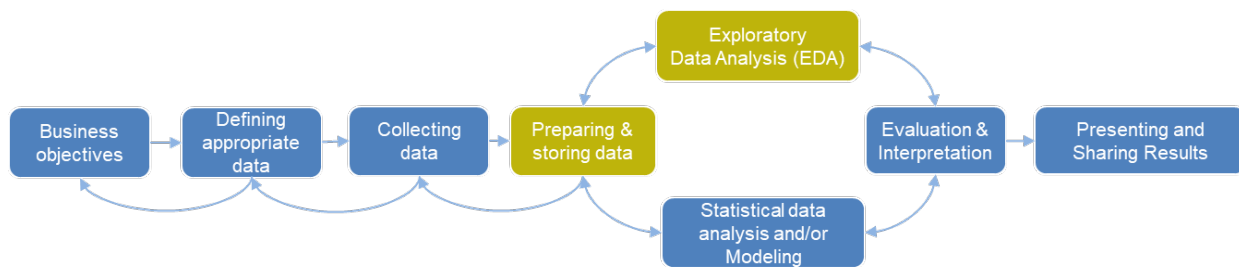 Business
objectives
Defining
appropriate
data
Collecting
data
Preparing &
storing data
Exploratory
Data Analysis (EDA)
Statistical data
analysis and/or
Modeling
Evaluation &
Interpretation
Presenting and
Sharing Results